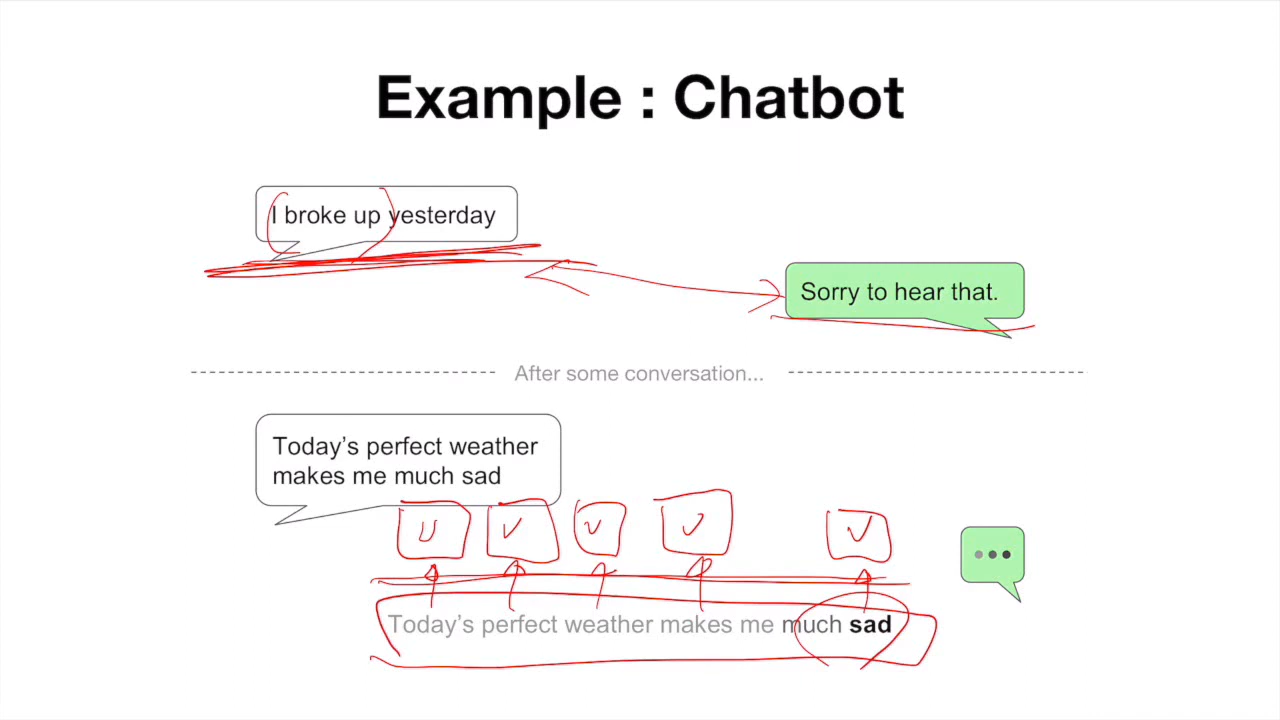 Example : Chatbot
I broke up yesterday
Sorry to hear that.
After some conversation...
Today’s perfect weather
makes me much sad
Today’s perfect weather makes me much sad